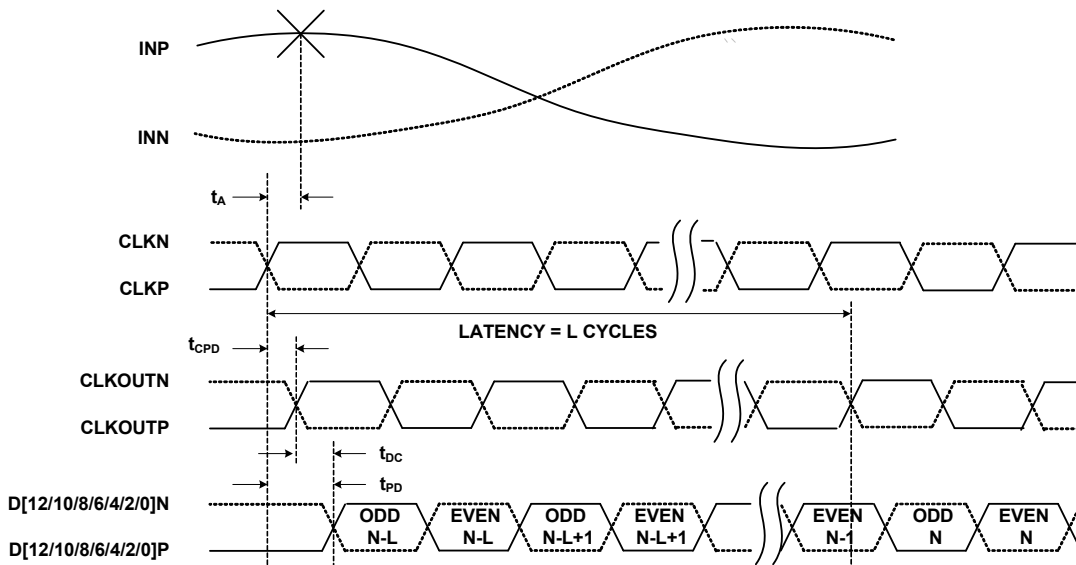 INP
INN
tA
CLKN
CLKP
LATENCY = L CYCLES
tCPD
CLKOUTN
CLKOUTP
tDC
tPD
D[12/10/8/6/4/2/0]N
D[12/10/8/6/4/2/0]P
ODD N-L
EVEN N-L
ODD N-L+1
EVEN N-L+1
EVEN N-1
ODD N
EVEN N